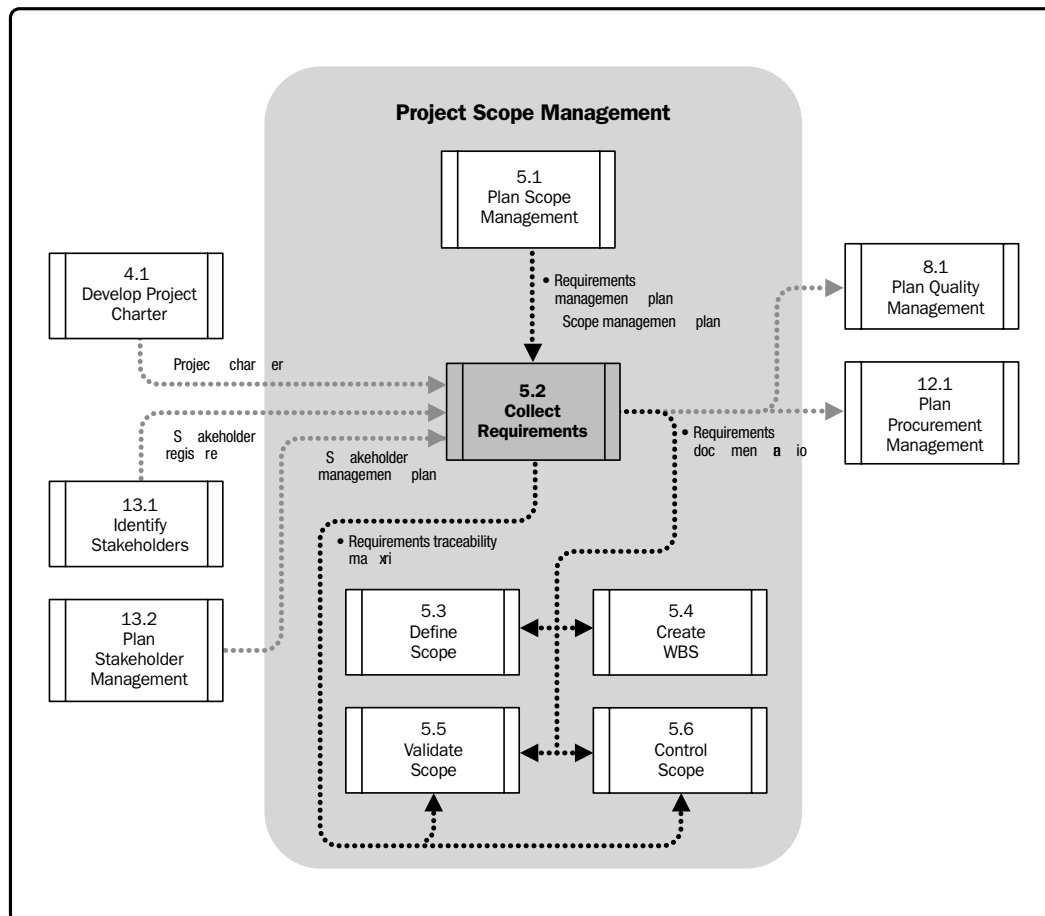 Project Scope Management
5.1
Plan Scope
Management
4.1
Develop Project
Charter
• Requirements
managemen plan
Scope managemen plan
8.1
Plan Quality
Management
Projec char er
5.2
Collect
Requirements
12.1
Plan
Procurement
Management
S akeholder
regis re
S akeholder
managemen plan
• Requirements
doc men a io
13.1
Identify
Stakeholders
• Requirements traceability
ma xri
13.2
Plan
Stakeholder
Management
5.3
Define
Scope
5.4
Create
WBS
5.5
Validate
Scope
5.6
Control
Scope